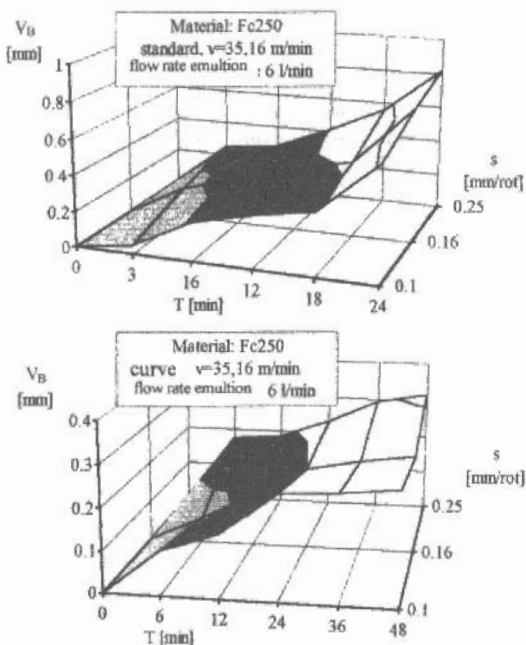 V_B
[mm]
Material: Fc250
standard, v=35,16 m/min
flow rate emultion : 6 l/min
1
0.8
0.6
0.4
0.2
0
0
3
16
12
18
24
T [min]
s
[mm/rot]
0.25
0.16
0.1
V_B
[mm]
Material: Fc250
curve v=35,16 m/min
flow rate emultion 6 l/min
0.4
0.3
0.2
0.1
0
0
6
12
24
36
48
T [min]
s
[mm/rot]
0.25
0.16
0.1